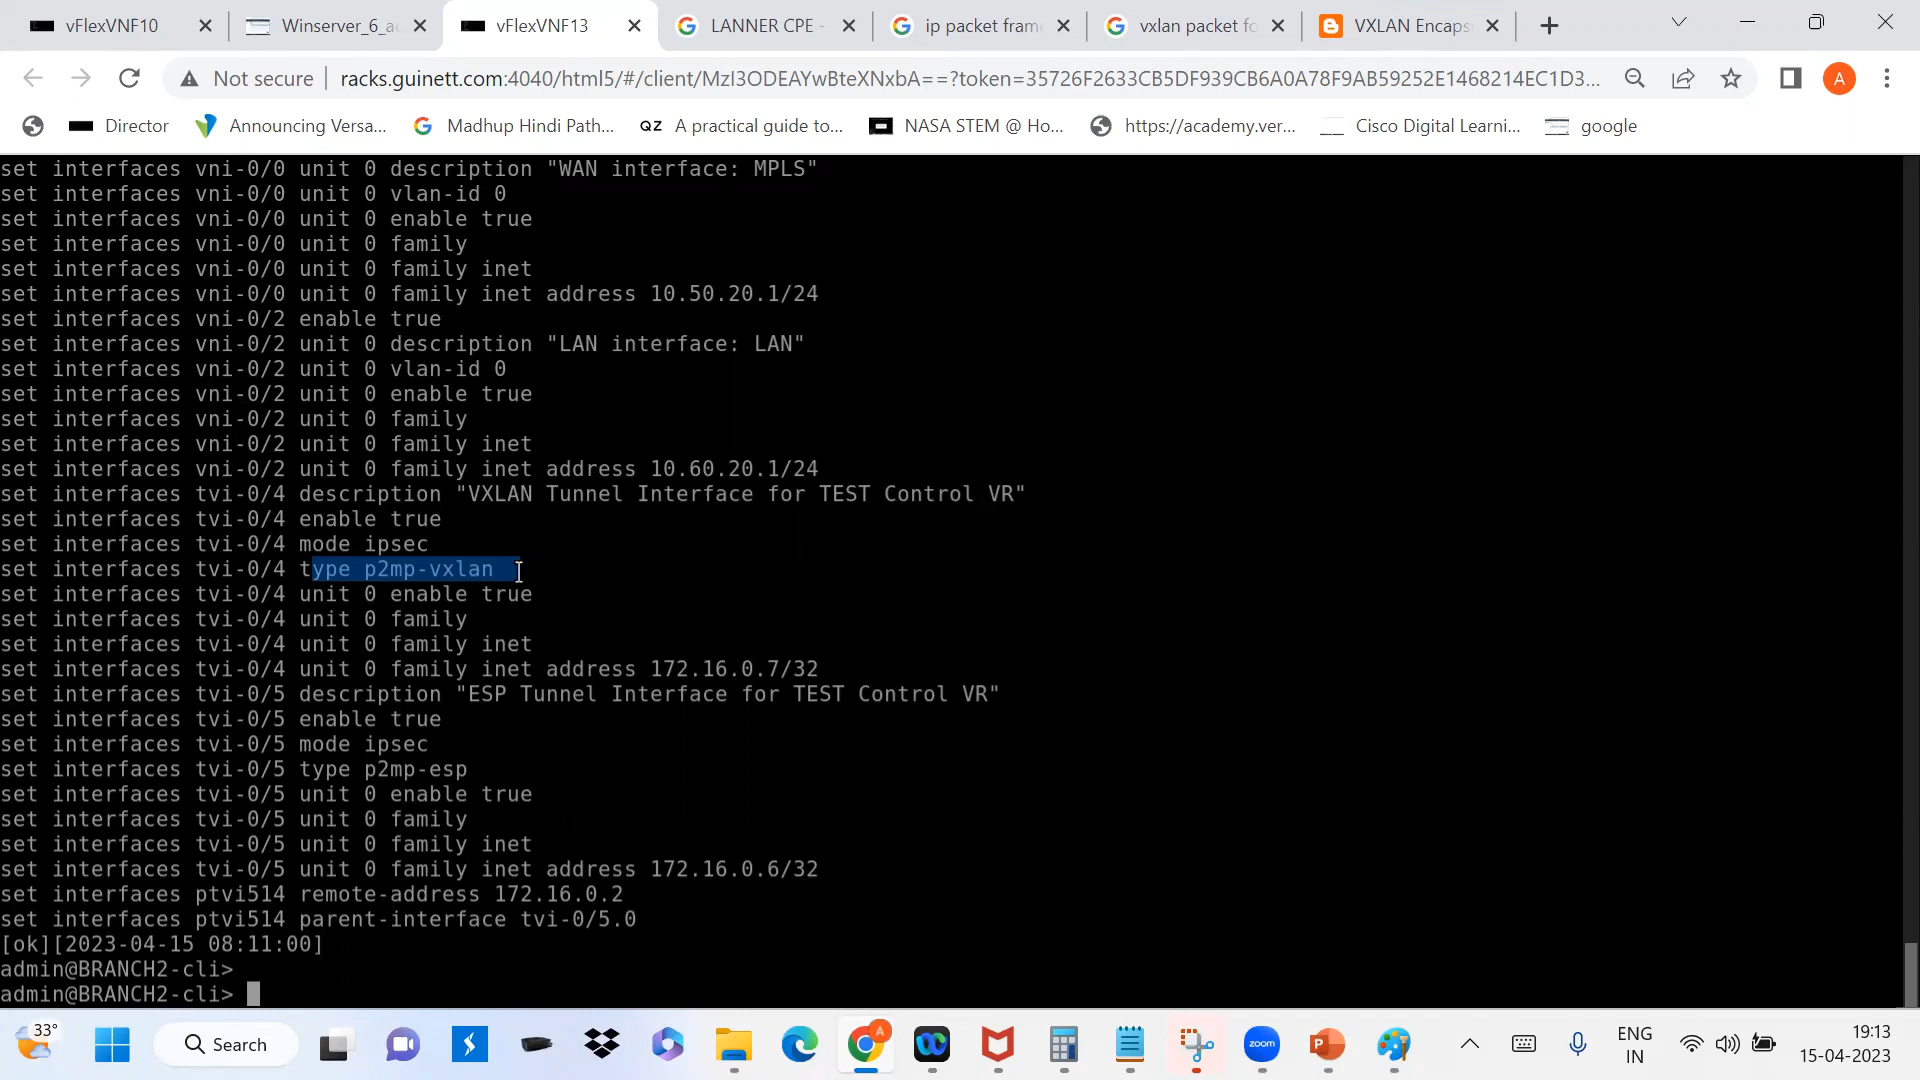 vFlexVNF10
Winserver_6_ac
vFlexVNF13
LANNER CPE -
ip packet frame
vxlan packet fo
VXLAN Encaps
Not secure
racks.guinett.com:4040/html5/#/client/MzI3ODEAYwBteXNxbA==?token=35726F2633CB5DF939CB6A0A78F9AB59252E1468214EC1D3...
A
Director
Announcing Versa...
Madhup Hindi Path...
QZ A practical guide to...
NASA STEM @ Ho...
https://academy.ver...
Cisco Digital Learni...
google
set interfaces vni-0/0 unit 0 description "WAN interface: MPLS"
set interfaces vni-0/0 unit 0 vlan-id 0
set interfaces vni-0/0 unit 0 enable true
set interfaces vni-0/0 unit 0 family
set interfaces vni-0/0 unit 0 family inet
set interfaces vni-0/0 unit 0 family inet address 10.50.20.1/24
set interfaces vni-0/2 enable true
set interfaces vni-0/2 unit 0 description "LAN interface: LAN"
set interfaces vni-0/2 unit 0 vlan-id 0
set interfaces vni-0/2 unit 0 enable true
set interfaces vni-0/2 unit 0 family
set interfaces vni-0/2 unit 0 family inet
set interfaces vni-0/2 unit 0 family inet address 10.60.20.1/24
set interfaces tvi-0/4 description "VXLAN Tunnel Interface for TEST Control VR"
set interfaces tvi-0/4 enable true
set interfaces tvi-0/4 mode ipsec
set interfaces tvi-0/4 type p2mp-vxlan
set interfaces tvi-0/4 unit 0 enable true
set interfaces tvi-0/4 unit 0 family
set interfaces tvi-0/4 unit 0 family inet
set interfaces tvi-0/4 unit 0 family inet address 172.16.0.7/32
set interfaces tvi-0/5 description "ESP Tunnel Interface for TEST Control VR"
set interfaces tvi-0/5 enable true
set interfaces tvi-0/5 mode ipsec
set interfaces tvi-0/5 type p2mp-esp
set interfaces tvi-0/5 unit 0 enable true
set interfaces tvi-0/5 unit 0 family
set interfaces tvi-0/5 unit 0 family inet
set interfaces tvi-0/5 unit 0 family inet address 172.16.0.6/32
set interfaces ptvi514 remote-address 172.16.0.2
set interfaces ptvi514 parent-interface tvi-0/5.0
[ok][2023-04-15 08:11:00]
admin@BRANCH2-cli>
admin@BRANCH2-cli>
33°
Search
A
zoom
P
ENG
IN
19:13
15-04-2023